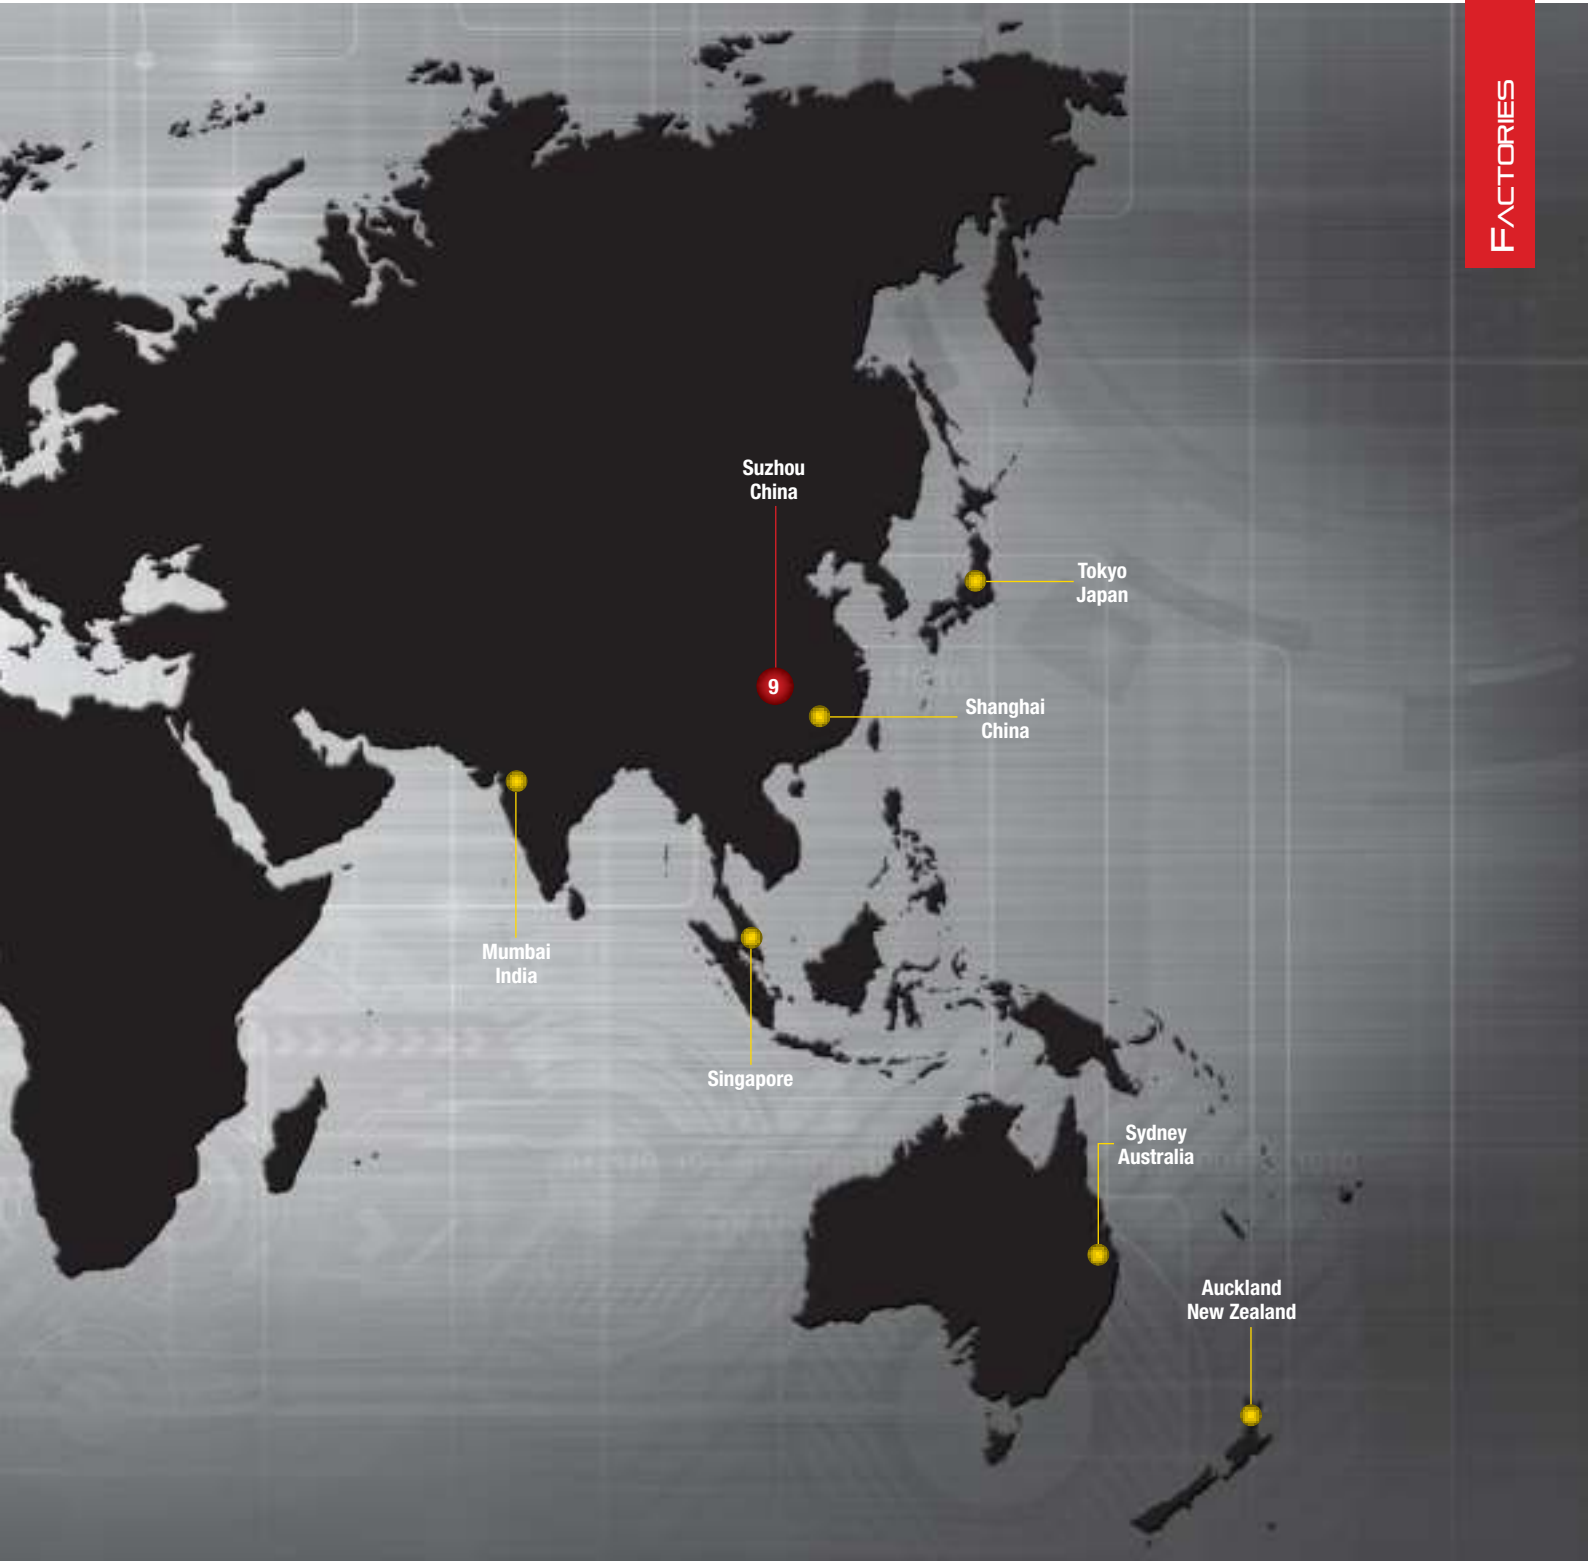 FACTORIES
Suzhou
China
Tokyo
Japan
9
Shanghai
China
Mumbai
India
Singapore
Sydney
Australia
Auckland
New Zealand